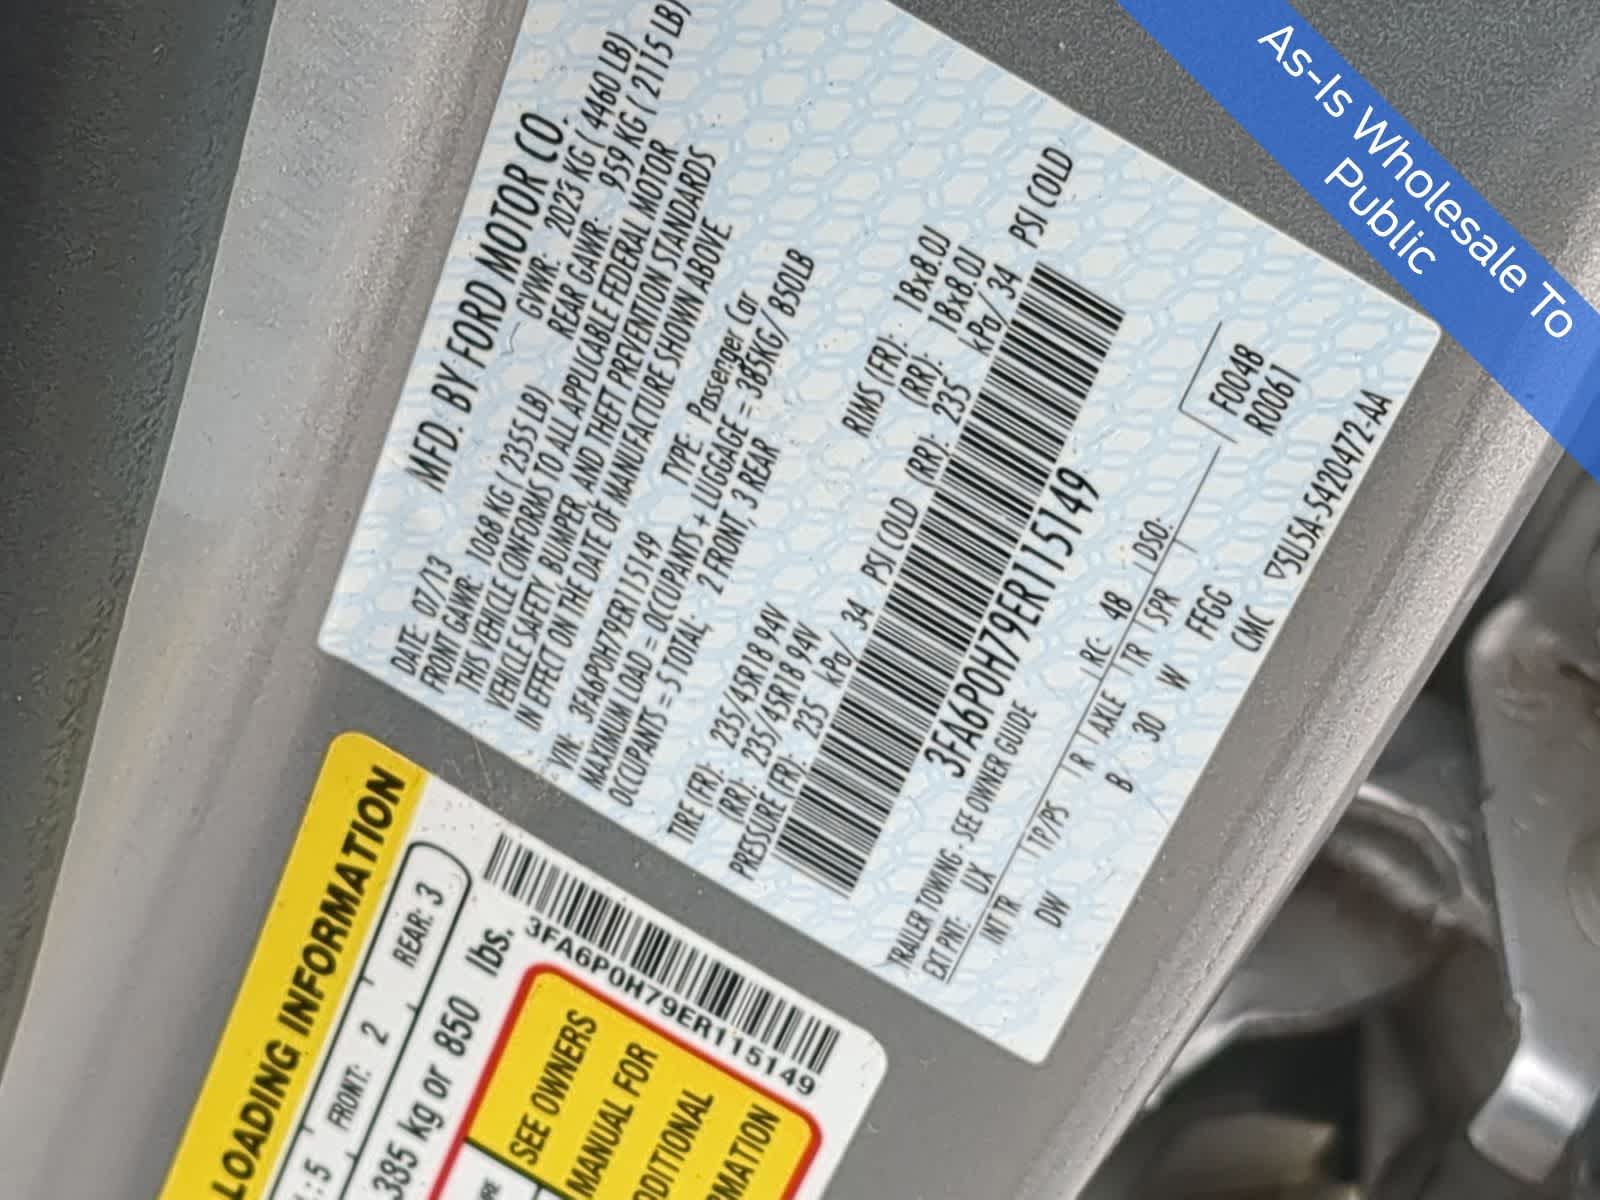 As-Is Wholesale To
Public
MFD. BY FORD MOTOR CO.
DATE: 07/13 GVWR: 2023 KG ( 4460 LB)
FRONT GAWR: 1068 KG ( 2355 LB) REAR GAWR: 959 KG ( 2115 LB)
THIS VEHICLE CONFORMS TO ALL APPLICABLE FEDERAL MOTOR
VEHICLE SAFETY, BUMPER, AND THEFT PREVENTION STANDARDS
IN EFFECT ON THE DATE OF MANUFACTURE SHOWN ABOVE.
VIN: 3FA6P0H79ER115149 TYPE: Passenger Car
MAXIMUM LOAD = OCCUPANTS + LUGGAGE = 385KG/ 850LB
OCCUPANTS = 5 TOTAL; 2 FRONT, 3 REAR
TIRE (FR): 235/45R18 94V RIMS (FR): 18x8.0J
(RR): 235/45R18 94V (RR): 18x8.0J
PRESSURE (FR): 235 kPa/ 34 PSI COLD (RR): 235 kPa/ 34 PSI COLD
3FA6P0H79ER115149
TRAILER TOWING - SEE OWNER GUIDE
EXT PNT: UX RC: 48 DSO: F0048
R0061
INT TR TP/PS R AXLE TR SPR
DW B 30 W FFGG
CMC
5U5A-5420472-AA
LOADING INFORMATION
: 5 FRONT: 2 REAR: 3
385 kg or 850 lbs.
3FA6P0H79ER115149
SEE OWNERS
MANUAL FOR
DDITIONAL
RMATION